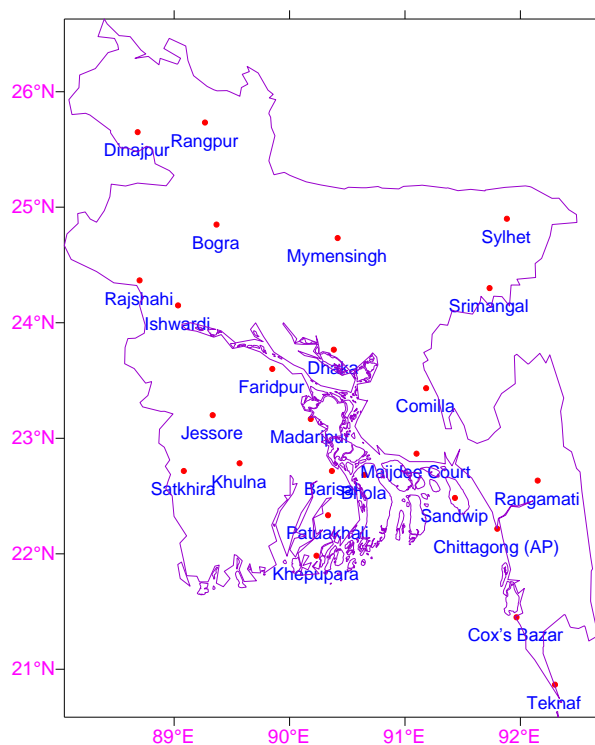 26°N
Rangpur
Dinajpur
25°N
Sylhet
Bogra
Mymensingh
Rajshahi
Srimangal
24°N
Ishwardi
Dhaka
Faridpur
Comilla
Jessore
Madaripur
23°N
Maijdee Court
Satkhira
Khulna
Barisal
Bhola
Rangamati
Sandwip
Patuakhali
Chittagong (AP)
22°N
Khepupara
Cox's Bazar
21°N
Teknaf
89°E
90°E
91°E
92°E